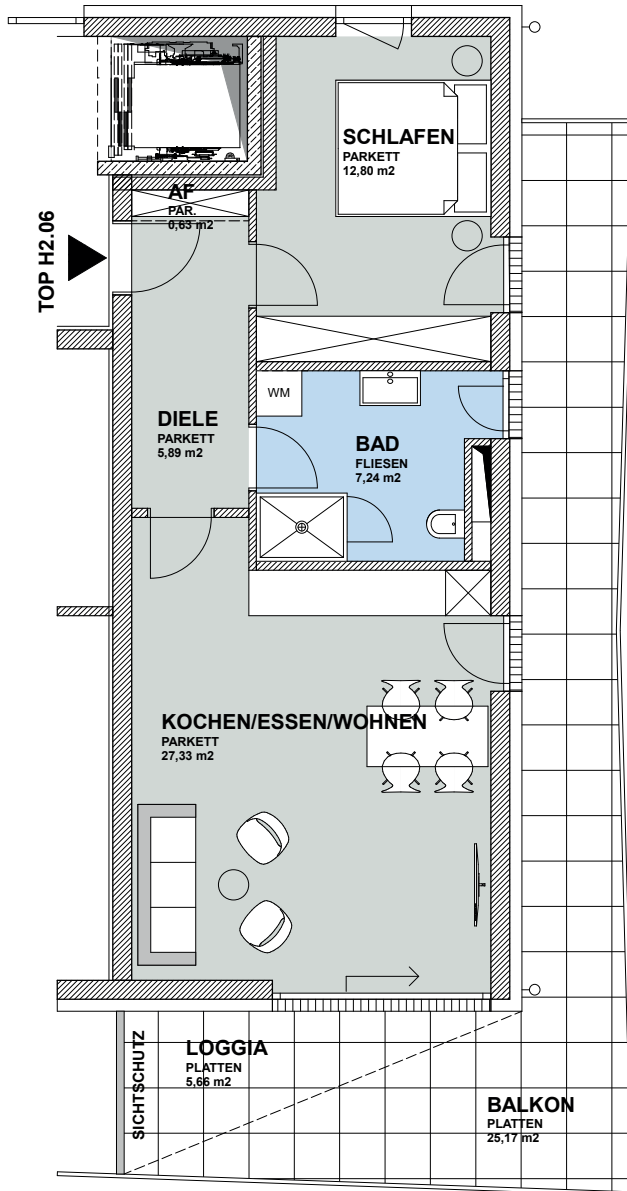 SCHLAFEN
PARKETT
12,80 m2
AF
PAR.
0,63 m2
TOP H2.06
WM
DIELE
PARKETT
5,89 m2
BAD
FLIESEN
7,24 m2
KOCHEN/ESSEN/WOHNEN
PARKETT
27,33 m2
SICHTSCHUTZ
LOGGIA
PLATTEN
5,66 m2
BALKON
PLATTEN
25,17 m2